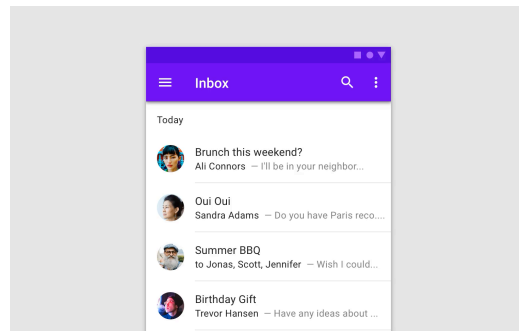 Inbox
Today
Brunch this weekend?
Ali Connors — I'll be in your neighbor...
Oui Oui
Sandra Adams — Do you have Paris reco....
Summer BBQ
to Jonas, Scott, Jennifer — Wish I could...
Birthday Gift
Trevor Hansen — Have any ideas about ...